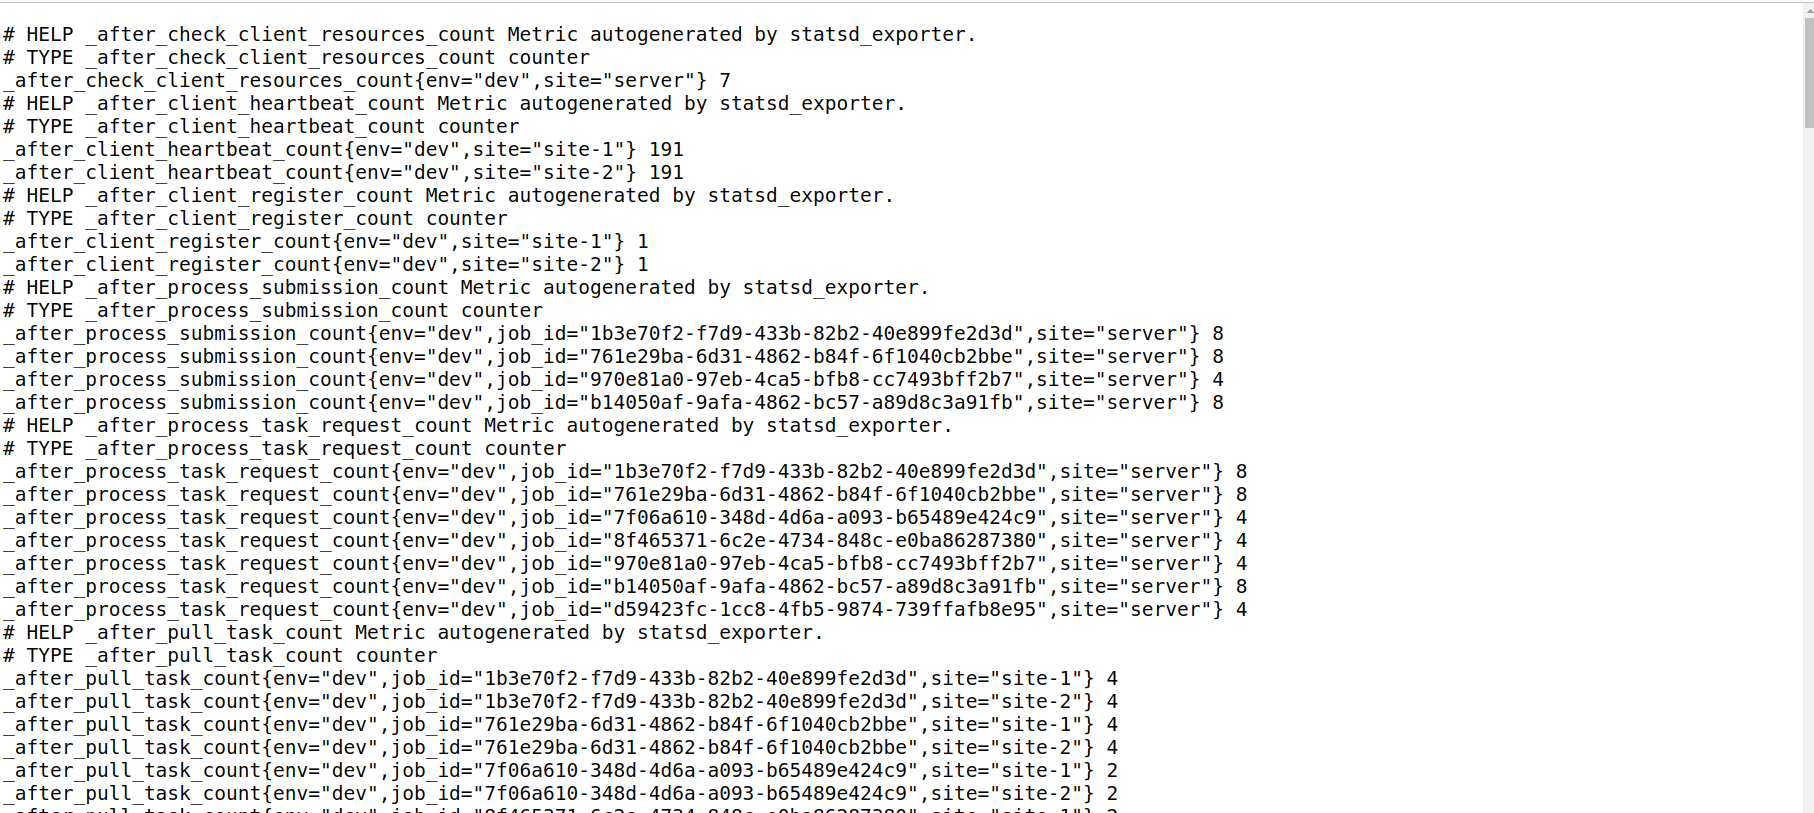 # HELP _after_check_client_resources_count Metric autogenerated by statsd_exporter.
# TYPE _after_check_client_resources_count counter
_after_check_client_resources_count{env="dev",site="server"} 7
# HELP _after_client_heartbeat_count Metric autogenerated by statsd_exporter.
# TYPE _after_client_heartbeat_count counter
_after_client_heartbeat_count{env="dev",site="site-1"} 191
_after_client_heartbeat_count{env="dev",site="site-2"} 191
# HELP _after_client_register_count Metric autogenerated by statsd_exporter.
# TYPE _after_client_register_count counter
_after_client_register_count{env="dev",site="site-1"} 1
_after_client_register_count{env="dev",site="site-2"} 1
# HELP _after_process_submission_count Metric autogenerated by statsd_exporter.
# TYPE _after_process_submission_count counter
_after_process_submission_count{env="dev",job_id="1b3e70f2-f7d9-433b-82b2-40e899fe2d3d",site="server"} 8
_after_process_submission_count{env="dev",job_id="761e29ba-6d31-4862-b84f-6f1040cb2bbe",site="server"} 8
_after_process_submission_count{env="dev",job_id="970e81a0-97eb-4ca5-bfb8-cc7493bff2b7",site="server"} 4
_after_process_submission_count{env="dev",job_id="b14050af-9afa-4862-bc57-a89d8c3a91fb",site="server"} 8
# HELP _after_process_task_request_count Metric autogenerated by statsd_exporter.
# TYPE _after_process_task_request_count counter
_after_process_task_request_count{env="dev",job_id="1b3e70f2-f7d9-433b-82b2-40e899fe2d3d",site="server"} 8
_after_process_task_request_count{env="dev",job_id="761e29ba-6d31-4862-b84f-6f1040cb2bbe",site="server"} 8
_after_process_task_request_count{env="dev",job_id="7f06a610-348d-4d6a-a093-b65489e424c9",site="server"} 4
_after_process_task_request_count{env="dev",job_id="8f465371-6c2e-4734-848c-e0ba86287380",site="server"} 4
_after_process_task_request_count{env="dev",job_id="970e81a0-97eb-4ca5-bfb8-cc7493bff2b7",site="server"} 4
_after_process_task_request_count{env="dev",job_id="b14050af-9afa-4862-bc57-a89d8c3a91fb",site="server"} 8
_after_process_task_request_count{env="dev",job_id="d59423fc-1cc8-4fb5-9874-739ffafb8e95",site="server"} 4
# HELP _after_pull_task_count Metric autogenerated by statsd_exporter.
# TYPE _after_pull_task_count counter
_after_pull_task_count{env="dev",job_id="1b3e70f2-f7d9-433b-82b2-40e899fe2d3d",site="site-1"} 4
_after_pull_task_count{env="dev",job_id="1b3e70f2-f7d9-433b-82b2-40e899fe2d3d",site="site-2"} 4
_after_pull_task_count{env="dev",job_id="761e29ba-6d31-4862-b84f-6f1040cb2bbe",site="site-1"} 4
_after_pull_task_count{env="dev",job_id="761e29ba-6d31-4862-b84f-6f1040cb2bbe",site="site-2"} 4
_after_pull_task_count{env="dev",job_id="7f06a610-348d-4d6a-a093-b65489e424c9",site="site-1"} 2
_after_pull_task_count{env="dev",job_id="7f06a610-348d-4d6a-a093-b65489e424c9",site="site-2"} 2